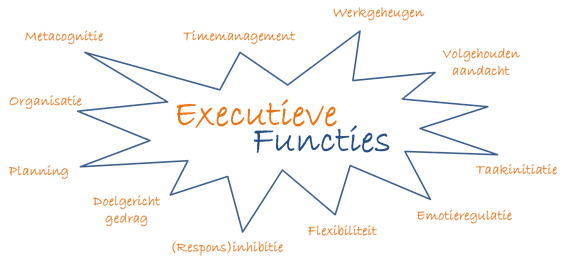 Werkgeheugen
Metacognitie
Timemanagement
Volgehouden
aandacht
Organisatie
Executieve
Functies
Planning
Taakinitiatie
Doelgericht
gedrag
Emotieregulatie
Flexibiliteit
(Respons)inhibitie